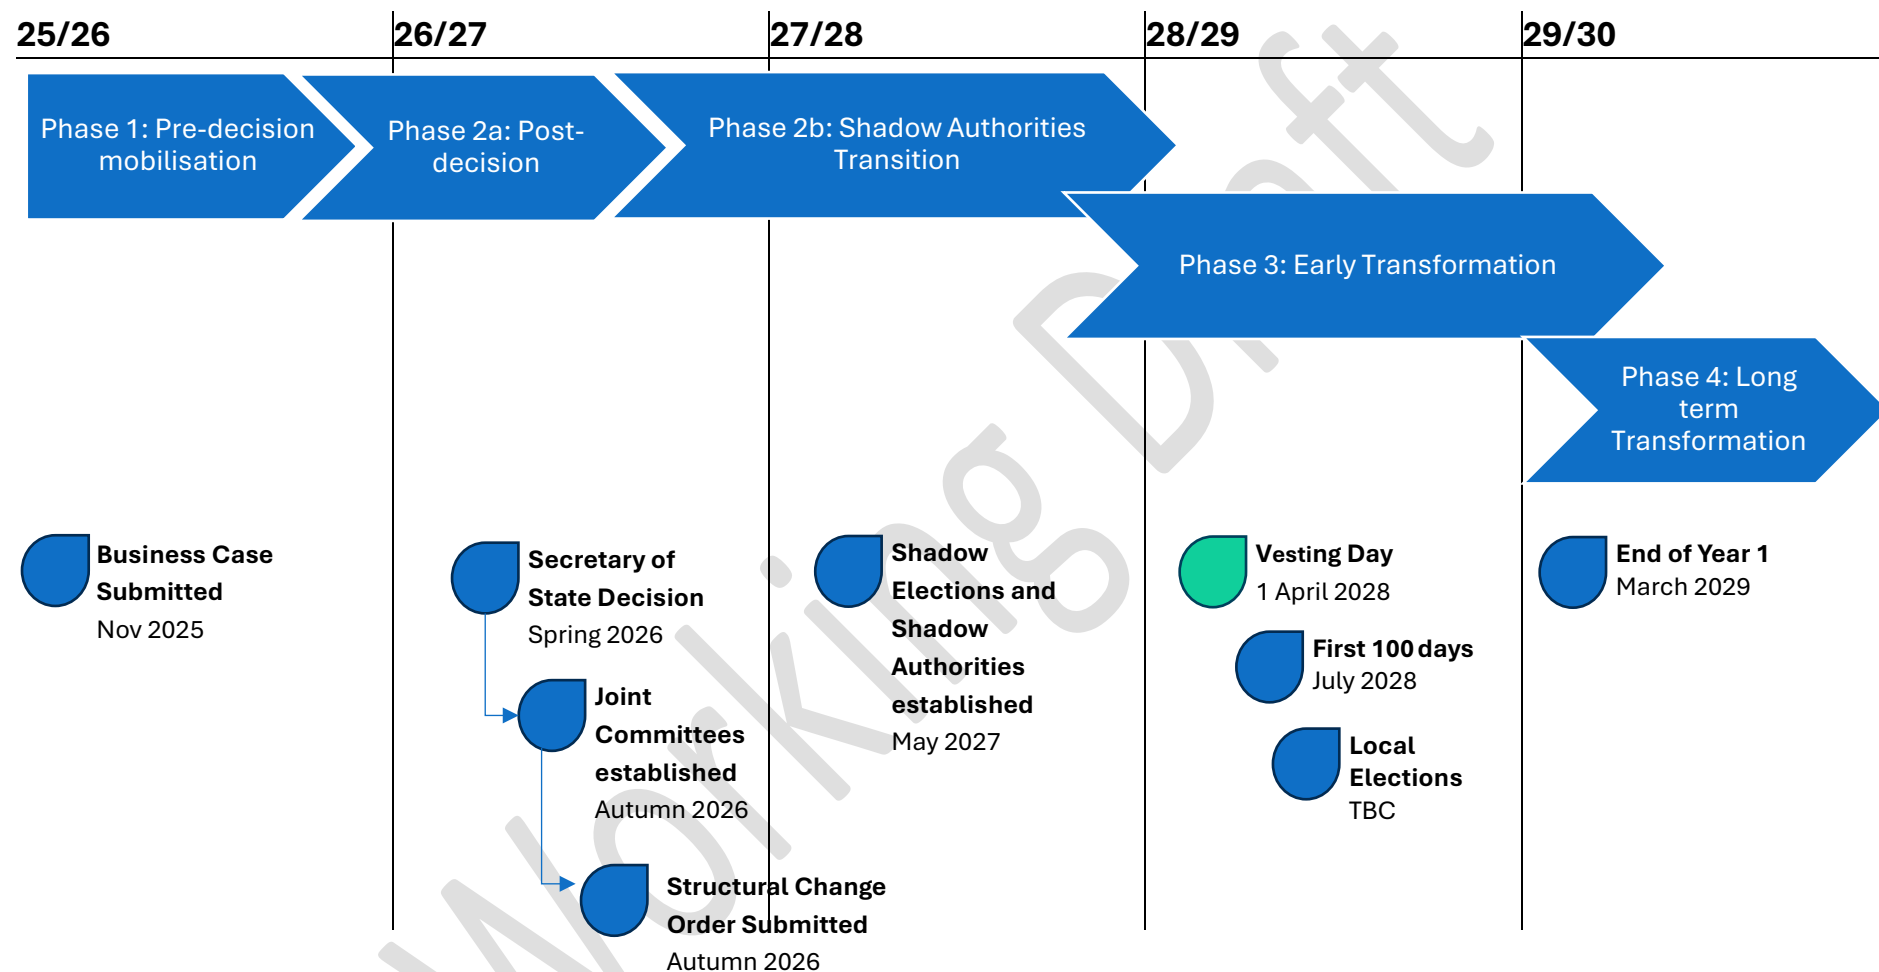 25/26
26/27
27/28
28/29
29/30
Phase 1: Pre-decision
mobilisation
Phase 2a: Post-
decision
Phase 2b: Shadow Authorities
Transition
Phase 3: Early Transformation
Phase 4: Long
term
Transformation
Business Case
Submitted
Nov 2025
Secretary of
State Decision
Spring 2026
Joint
Committees
established
Autumn 2026
Structural Change
Order Submitted
Autumn 2026
Shadow
Elections and
Shadow
Authorities
established
May 2027
Vesting Day
1 April 2028
First 100 days
July 2028
Local
Elections
TBC
End of Year 1
March 2029
Working Draft